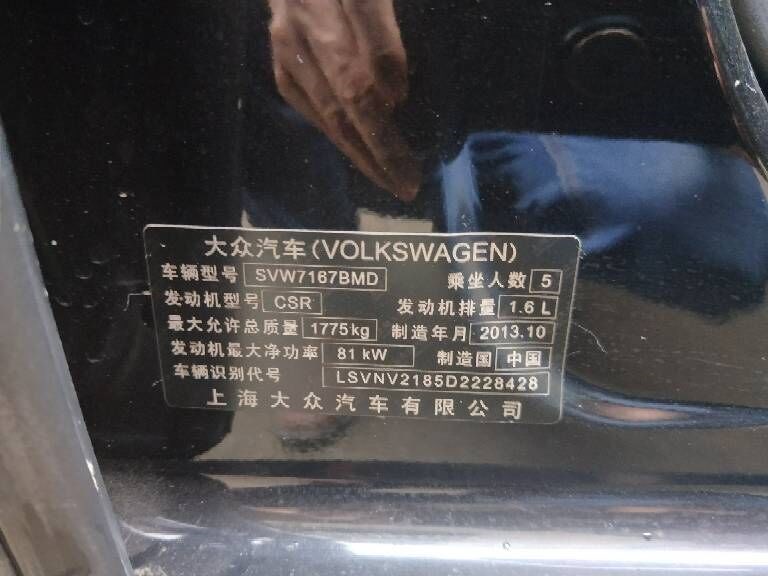 大众汽车(VOLKSWAGEN)
车辆型号 SVW7167BMD 乘坐人数 5
发动机型号 CSR 发动机排量 1.6 L
最大允许总质量 1775kg 制造年月 2013.10
发动机最大净功率 81 kW 制造国 中国
车辆识别代号 LSVNV2185D2228428
上海大众汽车有限公司